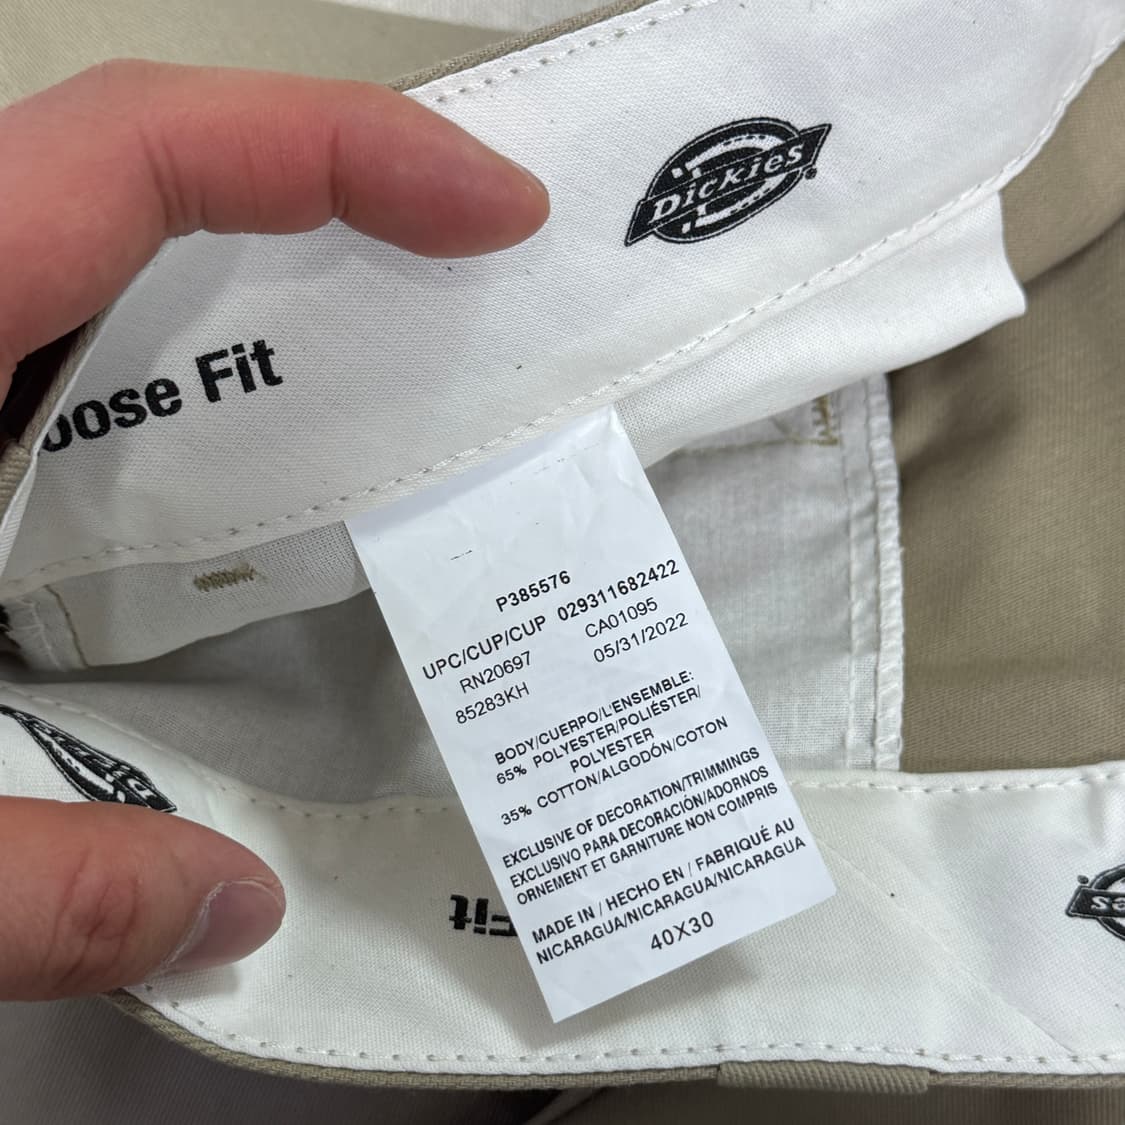 Dickies®
oose Fit
P385576
UPC/CUP/CUP 029311682422
RN20697 CA01095
85283KH 05/31/2022
BODY/CUERPO/L'ENSEMBLE:
65% POLYESTER/POLIÉSTER/
POLYESTER
35% COTTON/ALGODÓN/COTON
EXCLUSIVE OF DECORATION/TRIMMINGS
EXCLUSIVO PARA DECORACIÓN/ADORNOS
ORNEMENT ET GARNITURE NON COMPRIS
MADE IN / HECHO EN / FABRIQUÉ AU
NICARAGUA/NICARAGUA/NICARAGUA
40X30
Fit